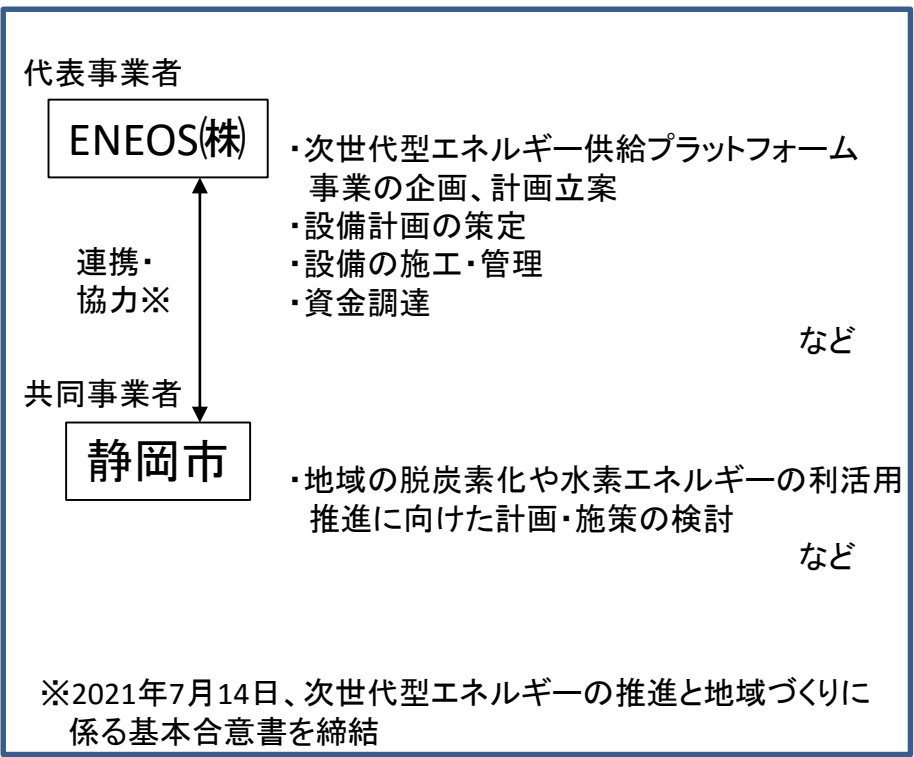 代表事業者
ENEOS㈱
・次世代型エネルギー供給プラットフォーム
事業の企画、計画立案
・設備計画の策定
・設備の施工・管理
・資金調達
など
連携・
協力※
共同事業者
静岡市
・地域の脱炭素化や水素エネルギーの利活用
推進に向けた計画・施策の検討
など
※2021年7月14日、次世代型エネルギーの推進と地域づくりに
係る基本合意書を締結